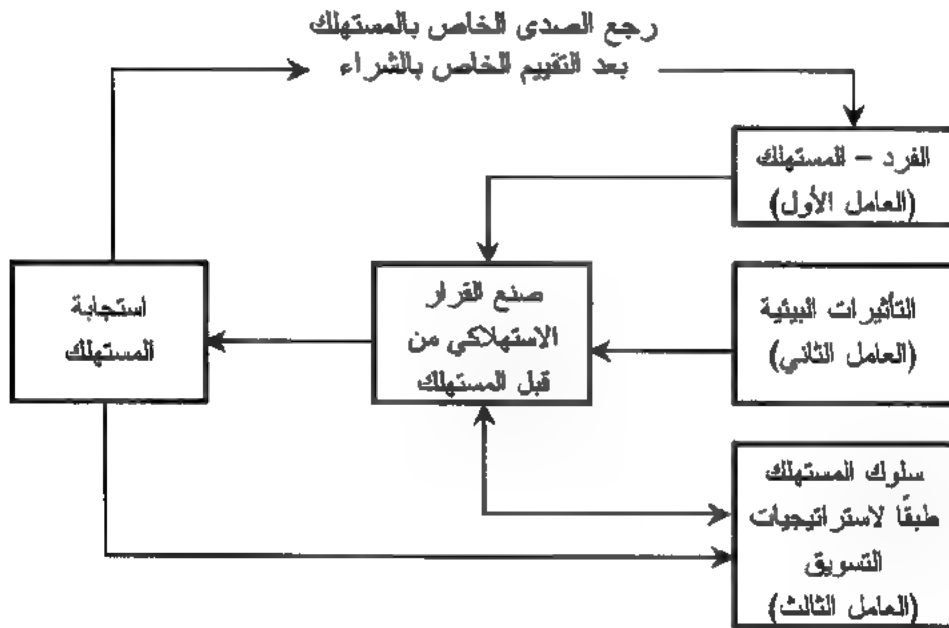 رجع الصدى الخاص بالمستهلك
بعد التقييم الخاص بالشراء
الفرد – المستهلك
(العامل الأول)
التأثيرات البيئية
(العامل الثاني)
صنع القرار
الاستهلاكي من
قبل المستهلك
استجابة
المستهلك
سلوك المستهلك
طبقًا لاستراتيجيات
التسويق
(العامل الثالث)